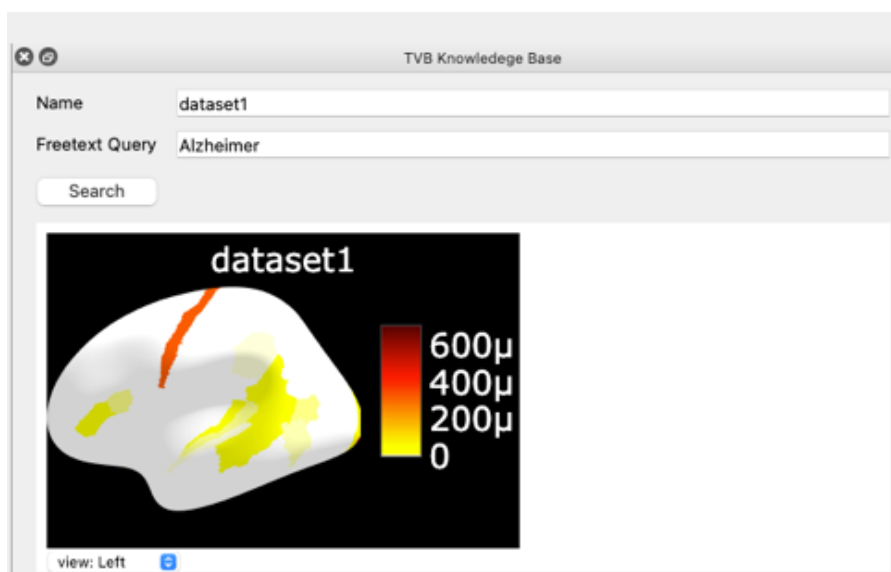 TVB Knowledege Base
Name dataset1
Freetext Query Alzheimer
Search
dataset1
600μ
400μ
200μ
0
view: Left